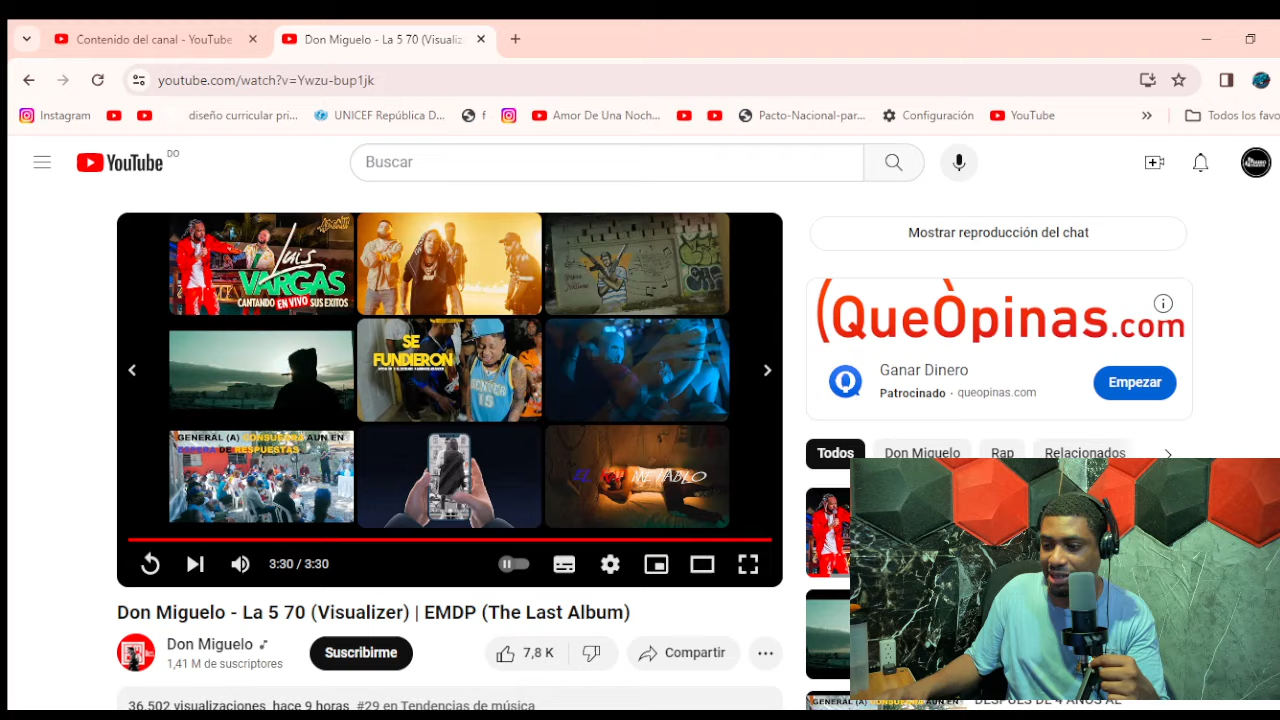 Contenido del canal - YouTube
Don Miguelo - La 5 70 (Visualiz
youtube.com/watch?v=Ywzu-bup1jk
Instagram
diseño curricular pri...
UNICEF República D...
f
Amor De Una Noch...
Pacto-Nacional-par...
Configuración
YouTube
Todos los favo
YouTube DO
Buscar
Luis
VARGAS
CANTANDO EN VIVO SUS EXITOS
SE
FUNDIERON
GENERAL (A) CONSUEGRA AUN EN
ESPERA DE RESPUESTAS
ME HABLO
3:30 / 3:30
Mostrar reproducción del chat
(QueÒpinas.com
Ganar Dinero
Patrocinado · queopinas.com
Empezar
Todos
Don Miguelo
Rap
Relacionados
Don Miguelo - La 5 70 (Visualizer) | EMDP (The Last Album)
Don Miguelo
1,41 M de suscriptores
Suscribirme
7,8 K
Compartir
36.502 visualizaciones hace 9 horas #29 en Tendencias de música
DESPUES DE 4 AÑOS AL